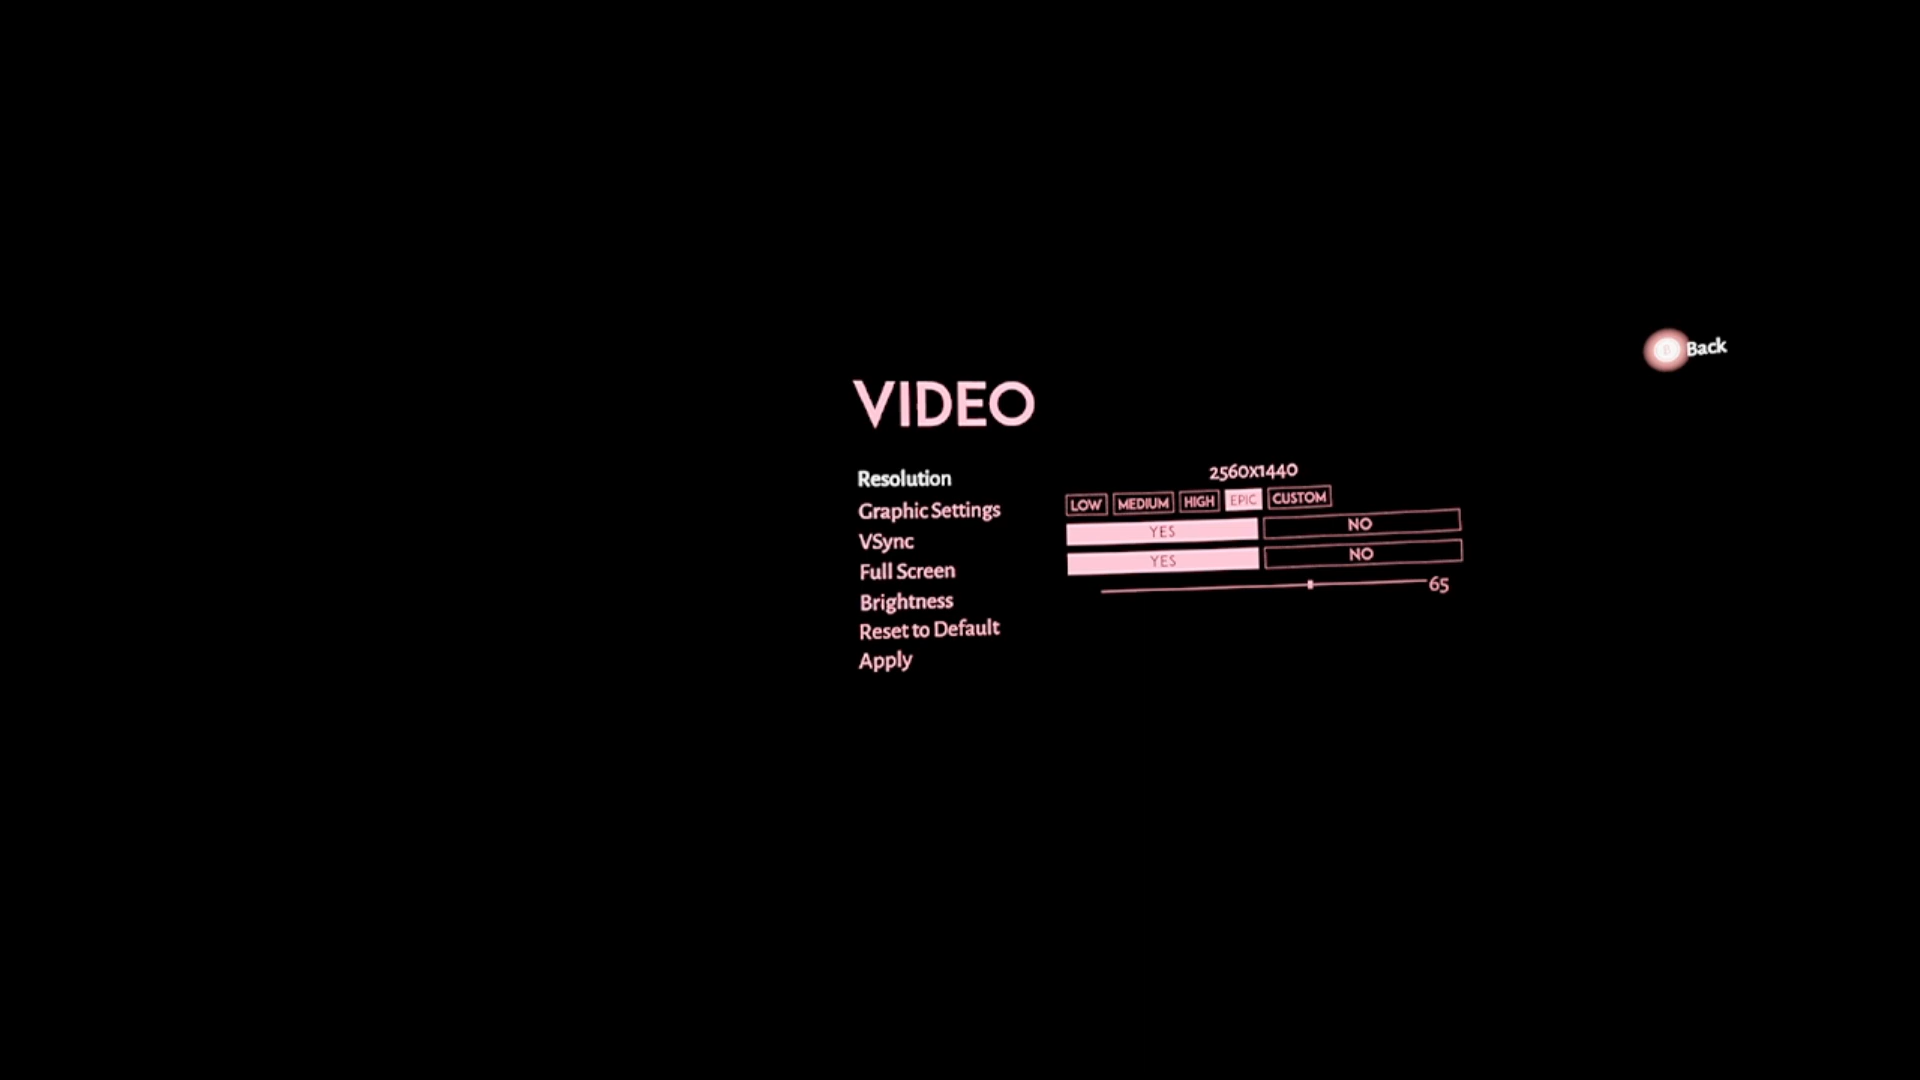 Back
VIDEO
Resolution 2560x1440
Graphic Settings LOW MEDIUM HIGH EPIC CUSTOM
VSync YES NO
Full Screen YES NO
Brightness 65
Reset to Default
Apply